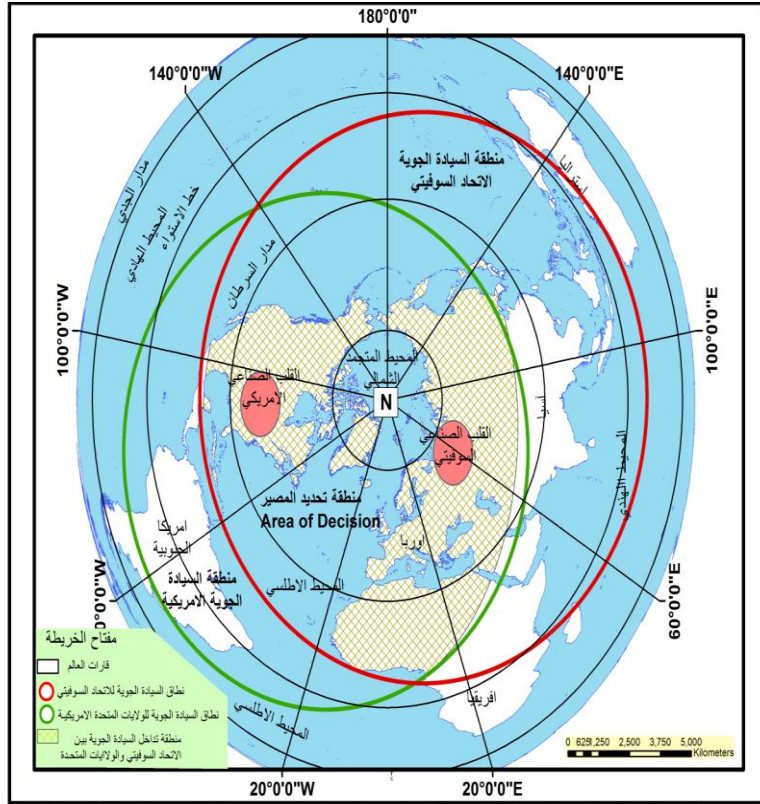 180°0'0"
140°0'0"W
140°0'0"E
منطقة السيادة الجوية
الاتحاد السوفيتي
استراليا
مدار الجدي
خط الاستواء
المحيط الهادي
مدار السرطان
100°0'0"W
100°0'0"E
المحيط المتجمد
الشمالي
القلب الصناعي
الامريكي
N
القلب الصناعي
السوفيتي
آسيا
المحيط الهندي
منطقة تحديد المصير
Area of Decision
اوربا
امريكا
الجنوبية
منطقة السيادة
الجوية الامريكية
المحيط الاطلسي
0°0'0"W
60°0'0"E
افريقيا
المحيط الاطلسي
مفتاح الخريطة
قارات العالم
نطاق السيادة الجوية للاتحاد السوفيتي
نطاق السيادة الجوية للولايات المتحدة الامريكية
منطقة تداخل السيادة الجوية بين
الاتحاد السوفيتي والولايات المتحدة
0 625 1,250 2,500 3,750 5,000
Kilometers
20°0'0"W
20°0'0"E